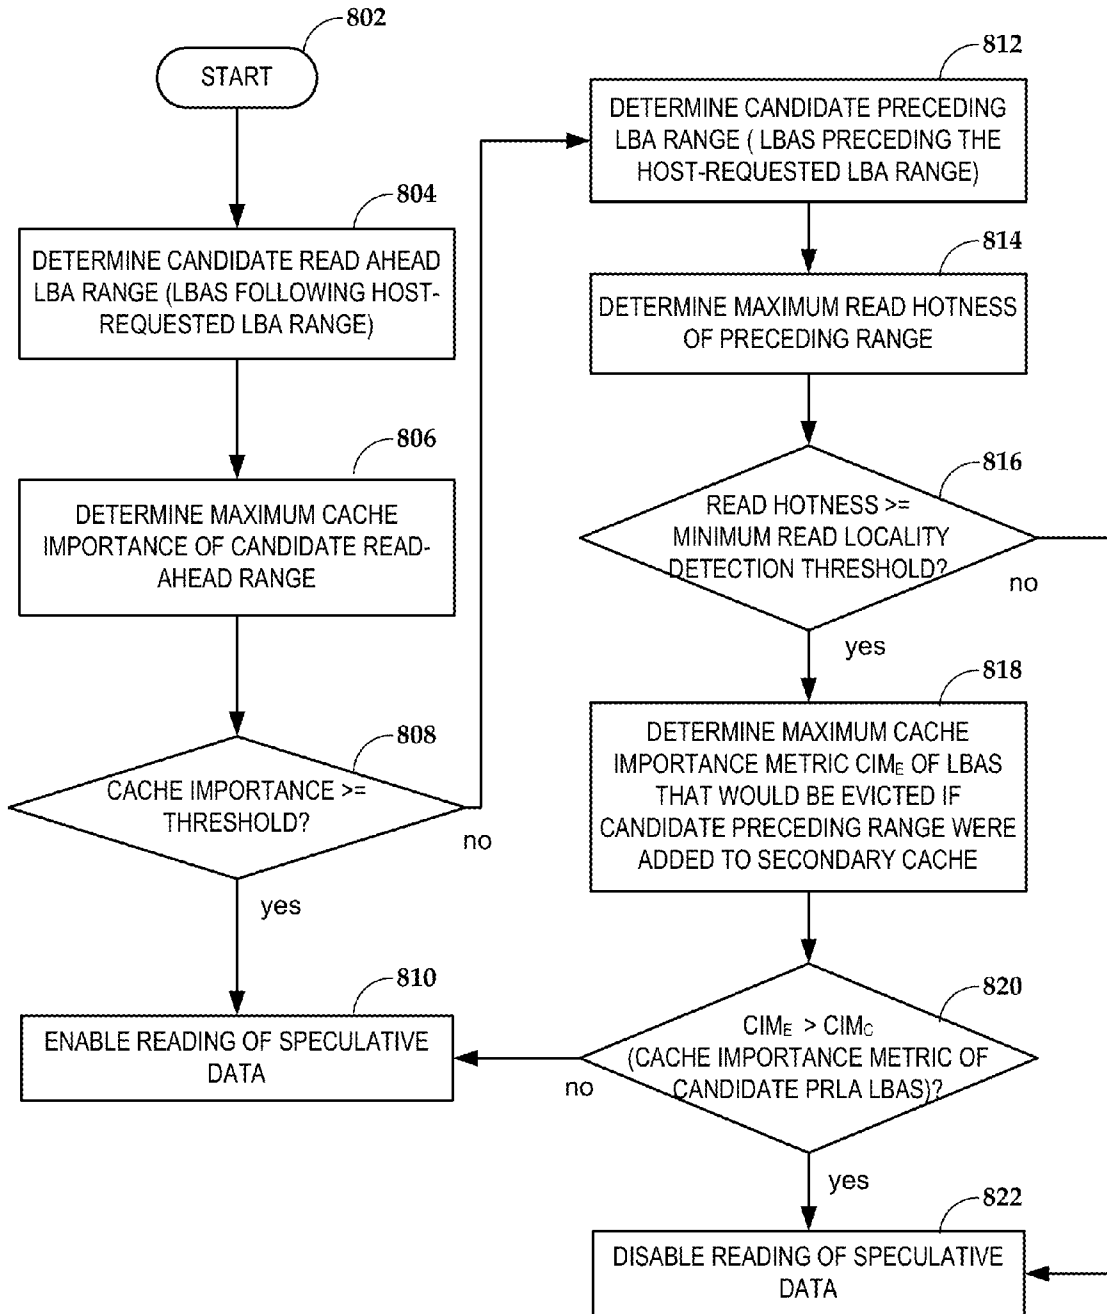 802
START
804
DETERMINE CANDIDATE READ AHEAD
LBA RANGE (LBAS FOLLOWING HOST-
REQUESTED LBA RANGE)
806
DETERMINE MAXIMUM CACHE
IMPORTANCE OF CANDIDATE READ-
AHEAD RANGE
808
CACHE IMPORTANCE >=
THRESHOLD?
no
yes
810
ENABLE READING OF SPECULATIVE
DATA
812
DETERMINE CANDIDATE PRECEDING
LBA RANGE ( LBAS PRECEDING THE
HOST-REQUESTED LBA RANGE)
814
DETERMINE MAXIMUM READ HOTNESS
OF PRECEDING RANGE
816
READ HOTNESS >=
MINIMUM READ LOCALITY
DETECTION THRESHOLD?
no
yes
818
DETERMINE MAXIMUM CACHE
IMPORTANCE METRIC CIME OF LBAS
THAT WOULD BE EVICTED IF
CANDIDATE PRECEDING RANGE WERE
ADDED TO SECONDARY CACHE
820
CIME > CIMC
(CACHE IMPORTANCE METRIC OF
CANDIDATE PRLA LBAS)?
no
yes
822
DISABLE READING OF SPECULATIVE
DATA